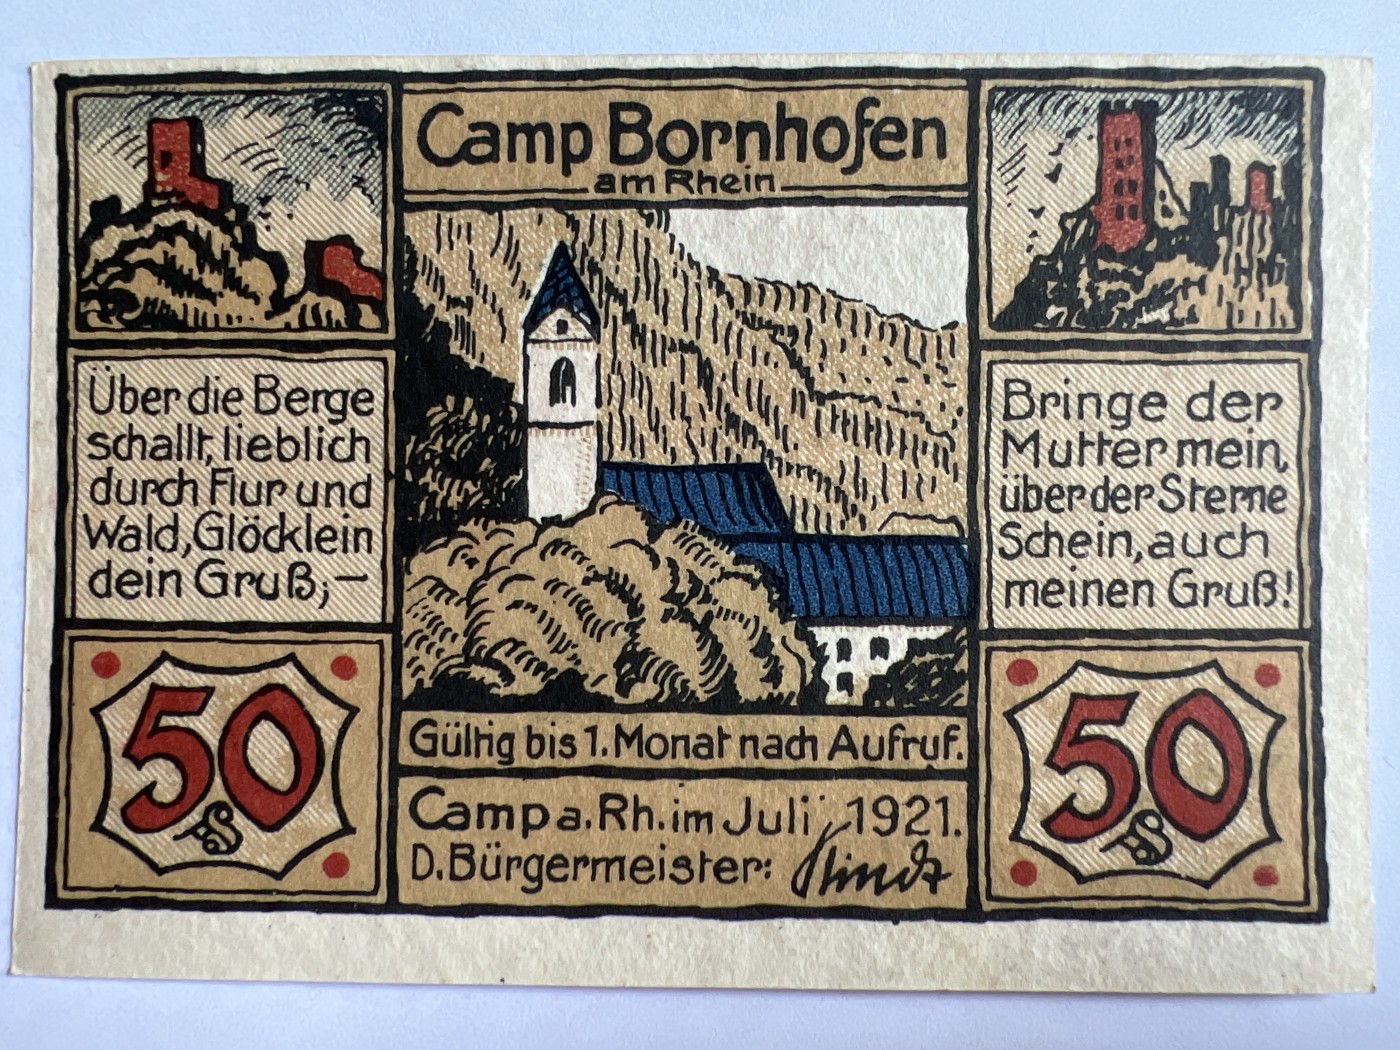 Camp Bornhofen
am Rhein
Über die Berge
schallt, lieblich
durch Flur und
Wald, Glöcklein
dein Gruß; —
Bringe der
Mutter mein,
über der Sterne
Schein, auch
meinen Gruß!
50
50
Gültig bis 1. Monat nach Aufruf.
Camp a. Rh. im Juli 1921.
D. Bürgermeister: